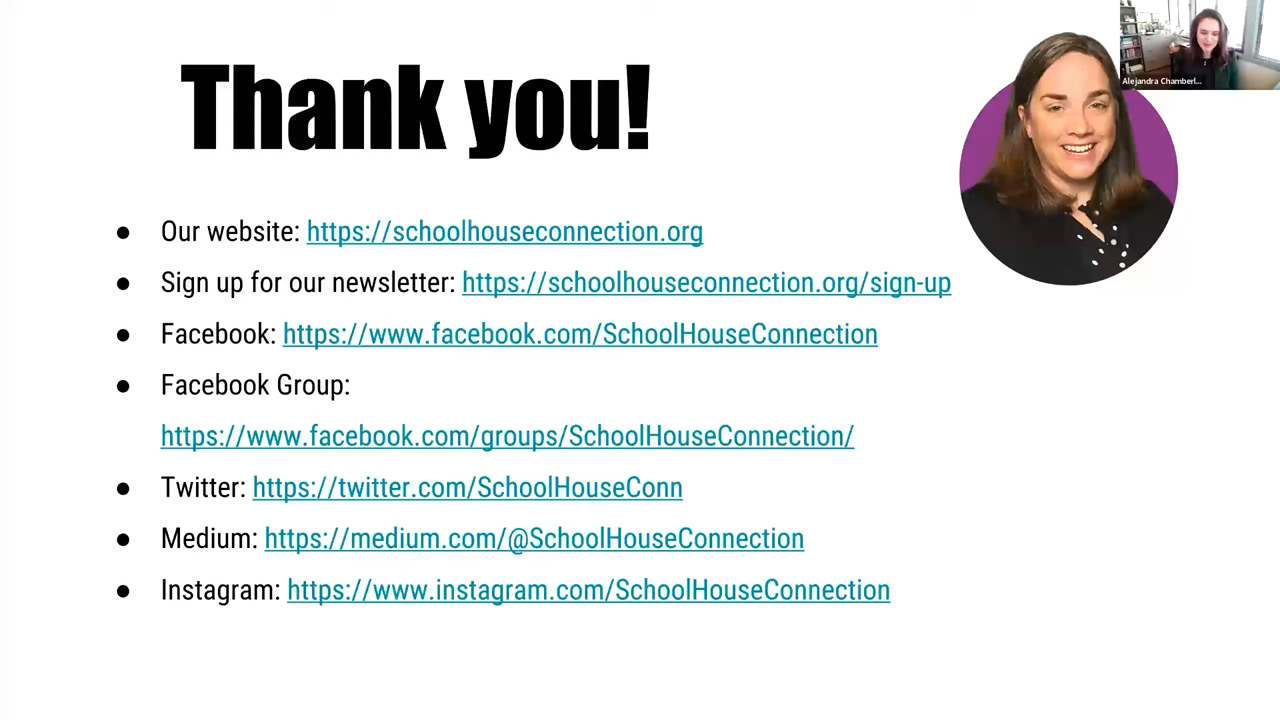 Thank you!
Alejandra Chamberl...
● Our website: https://schoolhouseconnection.org
● Sign up for our newsletter: https://schoolhouseconnection.org/sign-up
● Facebook: https://www.facebook.com/SchoolHouseConnection
● Facebook Group:
https://www.facebook.com/groups/SchoolHouseConnection/
● Twitter: https://twitter.com/SchoolHouseConn
● Medium: https://medium.com/@SchoolHouseConnection
● Instagram: https://www.instagram.com/SchoolHouseConnection